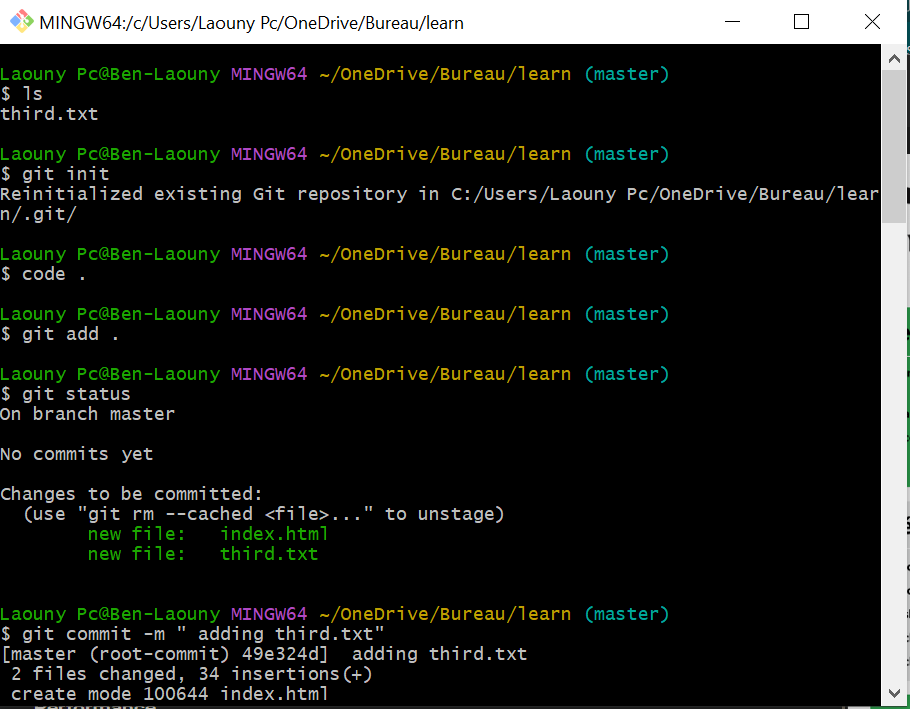 MINGW64:/c/Users/Laouny Pc/OneDrive/Bureau/learn
Laouny Pc@Ben-Laouny MINGW64 ~/OneDrive/Bureau/learn (master)
$ ls
third.txt
Laouny Pc@Ben-Laouny MINGW64 ~/OneDrive/Bureau/learn (master)
$ git init
Reinitialized existing Git repository in C:/Users/Laouny Pc/OneDrive/Bureau/lear
n/.git/
Laouny Pc@Ben-Laouny MINGW64 ~/OneDrive/Bureau/learn (master)
$ code .
Laouny Pc@Ben-Laouny MINGW64 ~/OneDrive/Bureau/learn (master)
$ git add .
Laouny Pc@Ben-Laouny MINGW64 ~/OneDrive/Bureau/learn (master)
$ git status
On branch master
No commits yet
Changes to be committed:
  (use "git rm --cached <file>..." to unstage)
        new file:   index.html
        new file:   third.txt
Laouny Pc@Ben-Laouny MINGW64 ~/OneDrive/Bureau/learn (master)
$ git commit -m " adding third.txt"
[master (root-commit) 49e324d]  adding third.txt
 2 files changed, 34 insertions(+)
 create mode 100644 index.html